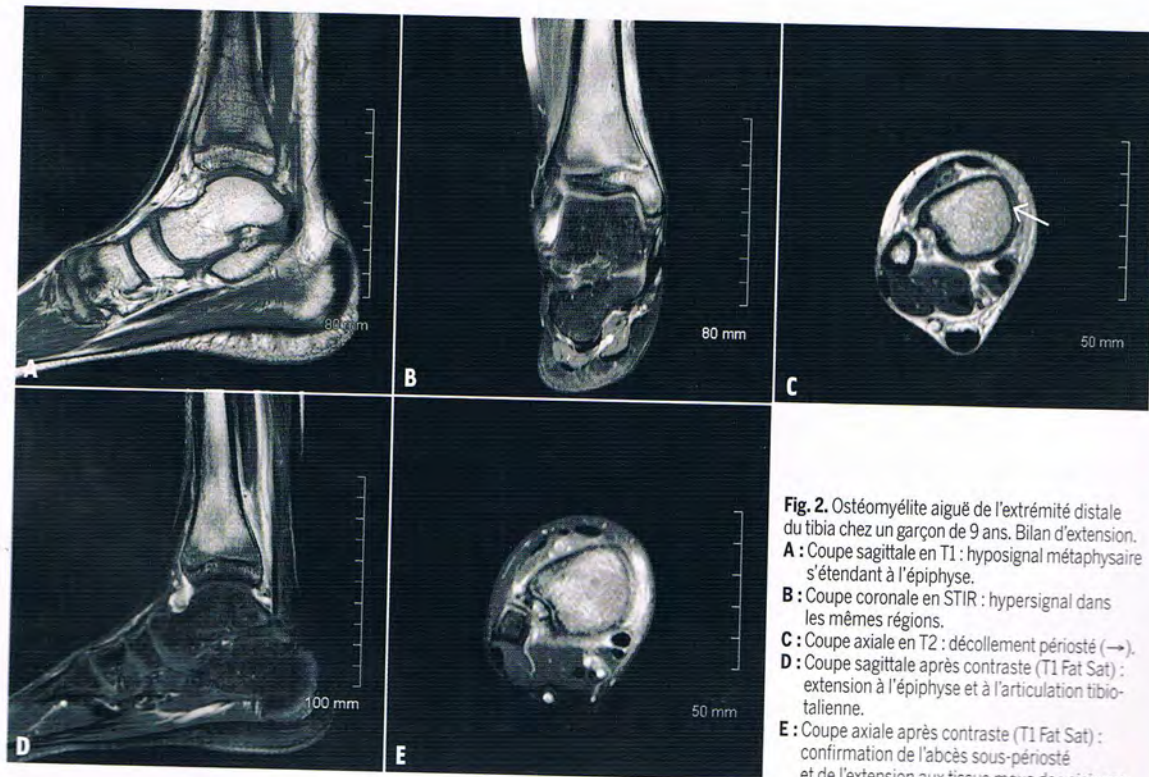 80 mm
A
80 mm
B
50 mm
C
100 mm
D
50 mm
E
Fig. 2. Ostéomyélite aiguë de l'extrémité distale
du tibia chez un garçon de 9 ans. Bilan d'extension.
A : Coupe sagittale en T1 : hyposignal métaphysaire
s'étendant à l'épiphyse.
B : Coupe coronale en STIR : hypersignal dans
les mêmes régions.
C : Coupe axiale en T2 : décollement périosté (→).
D : Coupe sagittale après contraste (T1 Fat Sat) :
extension à l'épiphyse et à l'articulation tibio-
talienne.
E : Coupe axiale après contraste (T1 Fat Sat) :
confirmation de l'abcès sous-périosté
et de l'extension aux tissus mous